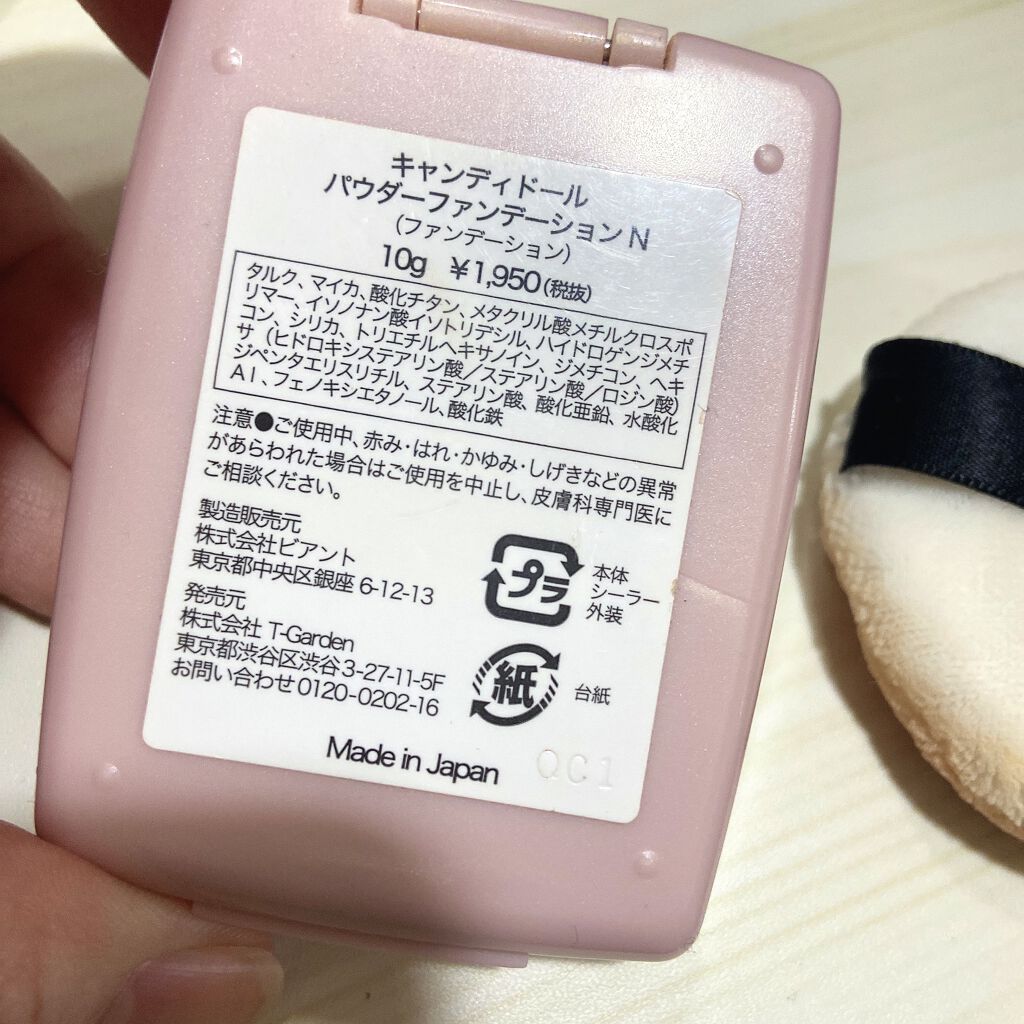 キャンディドール
パウダーファンデーション N
(ファンデーション)
10g ¥1,950(税抜)
タルク、マイカ、酸化チタン、メタクリル酸メチルクロスポ
リマー、イソノナン酸イソトリデシル、ハイドロゲンジメチ
コン、シリカ、トリエチルヘキサノイン、ジメチコン、ヘキ
サ(ヒドロキシステアリン酸/ステアリン酸/ロジン酸)
ジペンタエリスリチル、ステアリン酸、酸化亜鉛、水酸化
Al、フェノキシエタノール、酸化鉄
注意●ご使用中、赤み・はれ・かゆみ・しげきなどの異常
があらわれた場合はご使用を中止し、皮膚科専門医に
ご相談ください。
製造販売元
株式会社ピアント
東京都中央区銀座 6-12-13
発売元
株式会社 T-Garden
東京都渋谷区渋谷3-27-11-5F
お問い合わせ0120-0202-16
プラ
本体
シーラー
外装
紙
台紙
Made in Japan
QC1